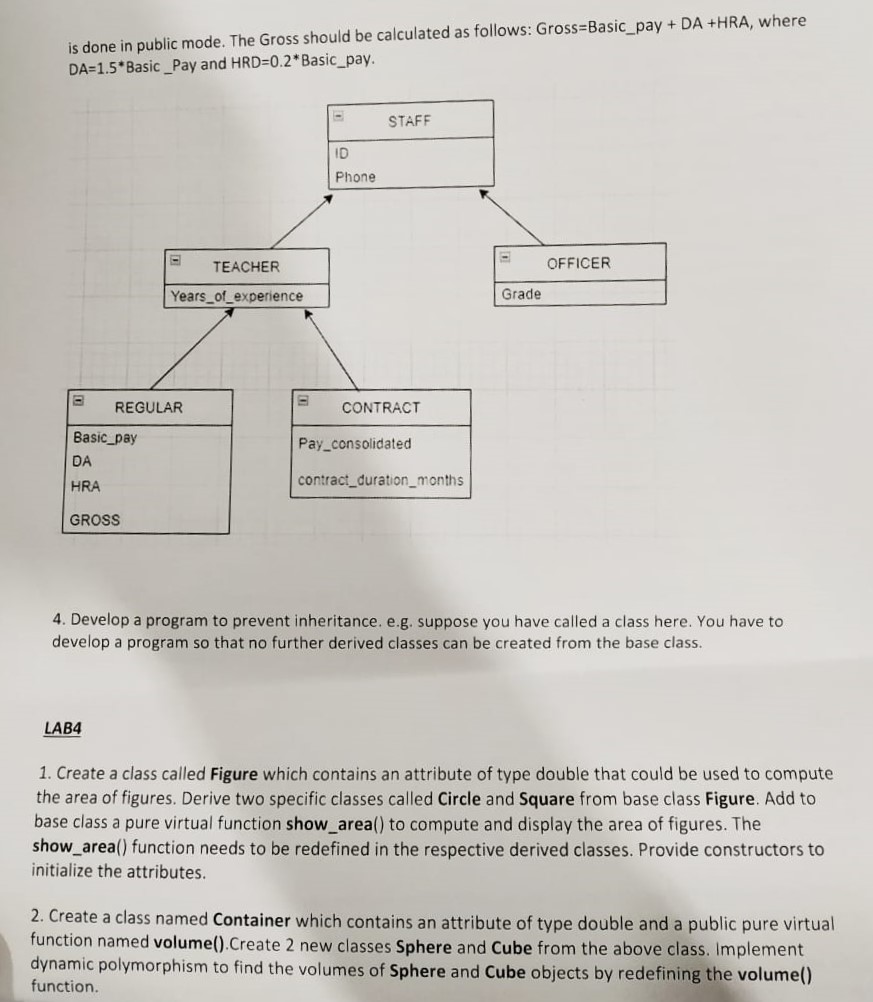 is done in public mode. The Gross should be calculated as follows: Gross=Basic_pay + DA +HRA, where
DA=1.5*Basic _Pay and HRD=0.2*Basic_pay.
STAFF
ID
Phone
TEACHER
Years_of_experience
OFFICER
Grade
REGULAR
Basic_pay
DA
HRA
GROSS
CONTRACT
Pay_consolidated
contract_duration_months
4. Develop a program to prevent inheritance. e.g. suppose you have called a class here. You have to
develop a program so that no further derived classes can be created from the base class.
LAB4
1. Create a class called Figure which contains an attribute of type double that could be used to compute
the area of figures. Derive two specific classes called Circle and Square from base class Figure. Add to
base class a pure virtual function show_area() to compute and display the area of figures. The
show_area() function needs to be redefined in the respective derived classes. Provide constructors to
initialize the attributes.
2. Create a class named Container which contains an attribute of type double and a public pure virtual
function named volume().Create 2 new classes Sphere and Cube from the above class. Implement
dynamic polymorphism to find the volumes of Sphere and Cube objects by redefining the volume()
function.